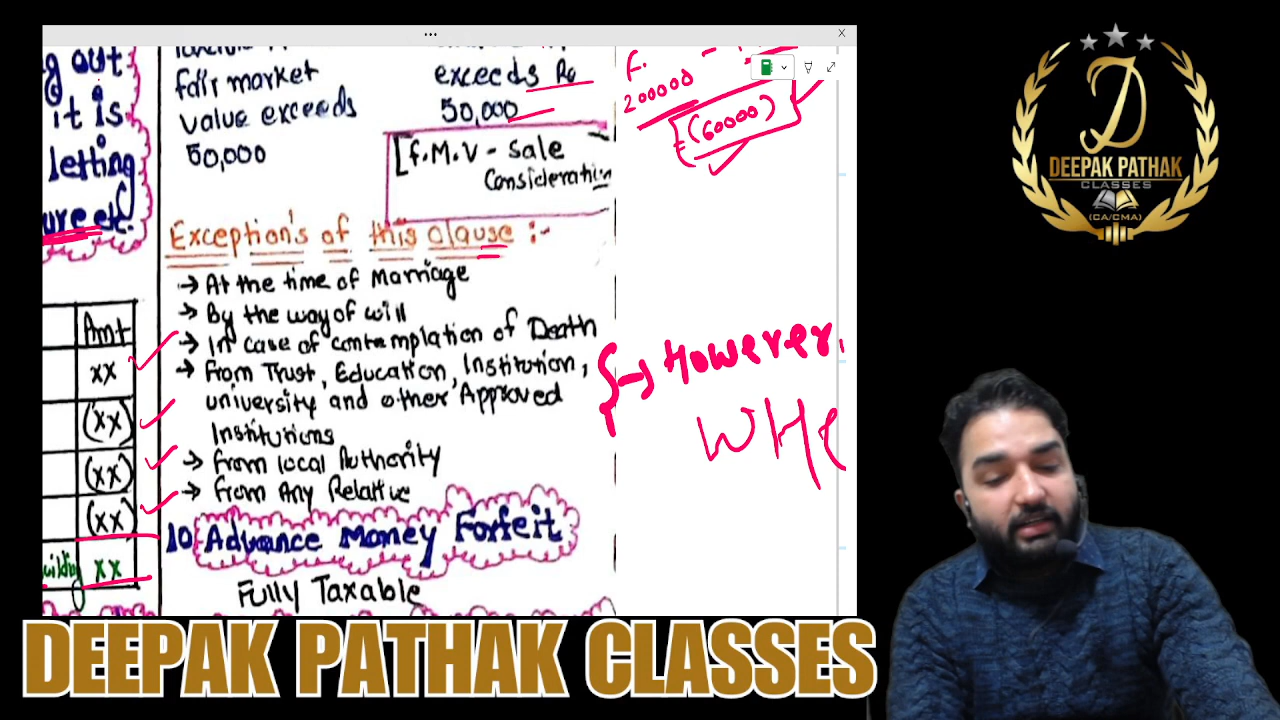 g out
it is
letting
ure etc.
Amt
xx
(xx)
(xx)
(xx)
xx
fair market
value exceeds
50,000
exceeds Rs
50,000
[F.M.V - Sale
Consideration
f.
200000
[(60000)]
Exception's of this clause :-
→ At the time of Marriage
→ By the way of will
→ In case of contemplation of Death
→ From Trust, Education, Institution,
university and other Approved
Institutions
→ From local Authority
→ From Any Relative
10. Advance Money Forfeit
Fully Taxable
→ However,
WHE
D
DEEPAK PATHAK
CLASSES
(CA/CMA)
DEEPAK PATHAK CLASSES